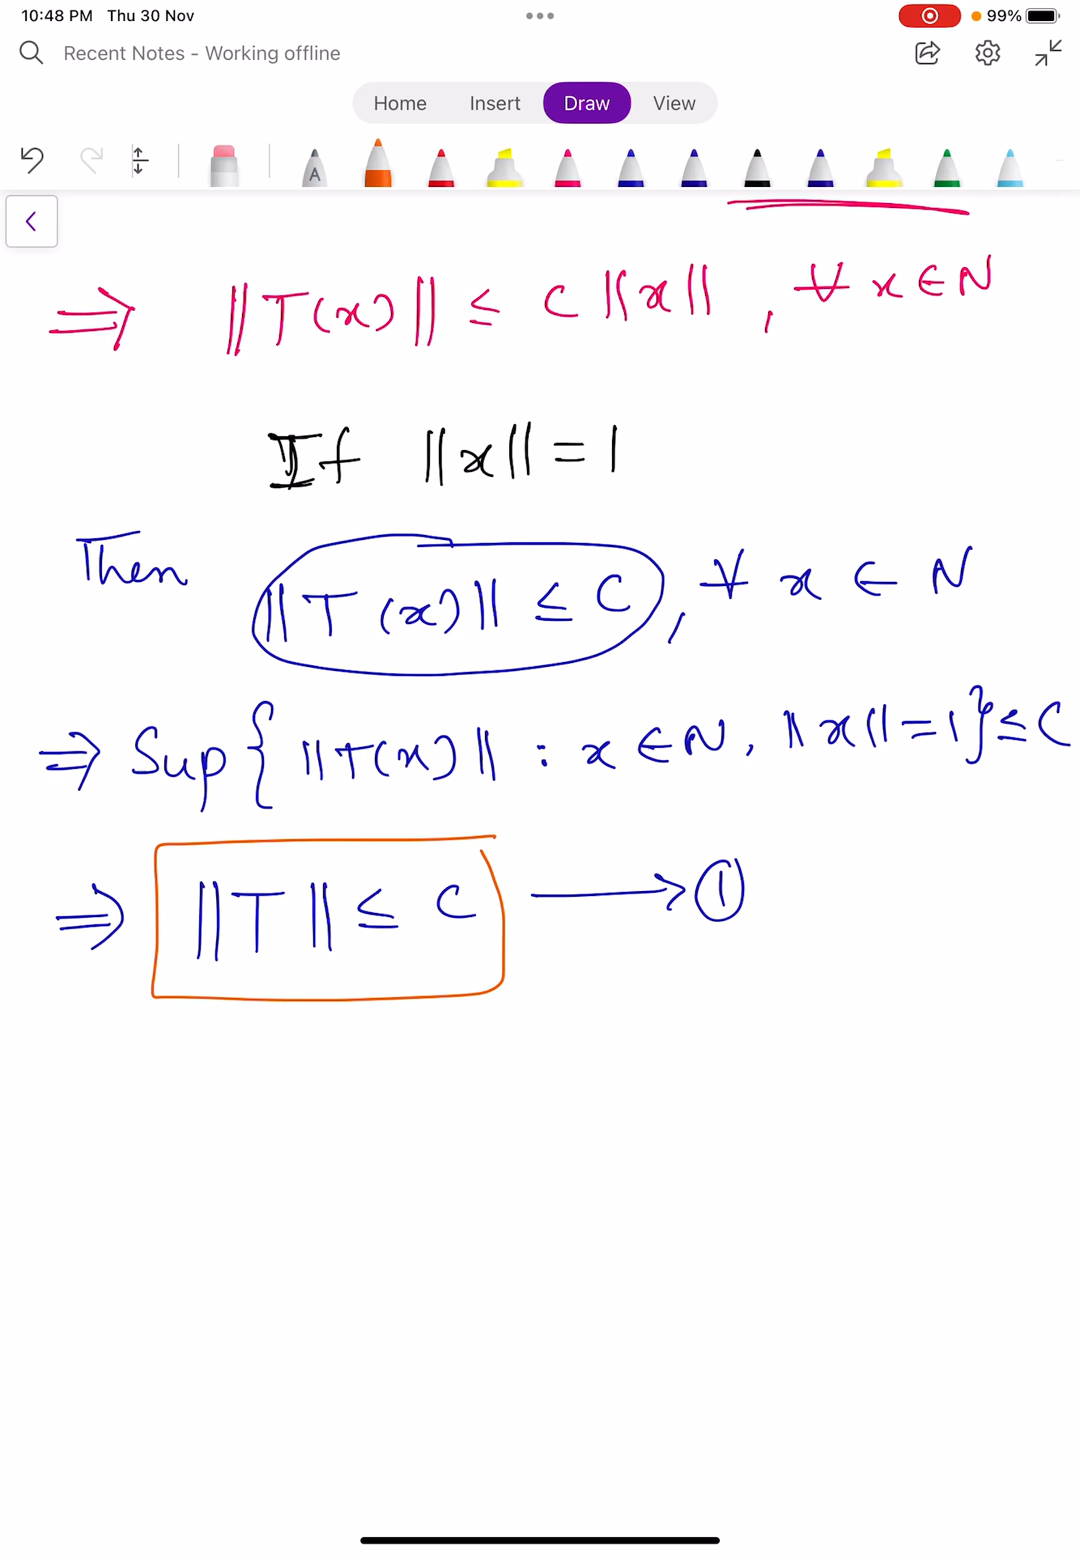 10:48 PM Thu 30 Nov 99%
Recent Notes - Working offline
Home Insert Draw View
A
⇒ ||T(x)|| ≤ C ||x|| , ∀ x ∈ N
If ||x|| = 1
Then ||T(x)|| ≤ C , ∀ x ∈ N
⇒ Sup{ ||T(x)|| : x ∈ N, ||x|| = 1} ≤ C
⇒ ||T|| ≤ C ⟶ ①